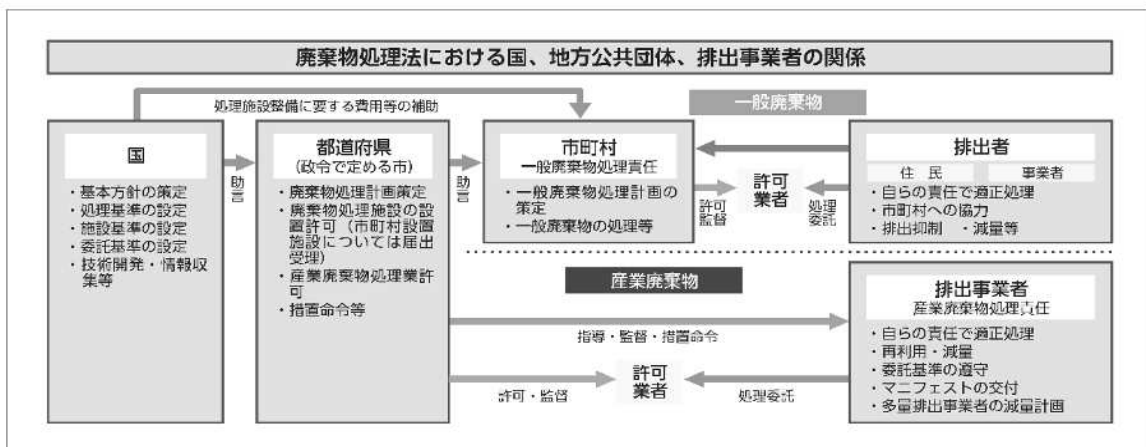 廃棄物処理法における国、地方公共団体、排出事業者の関係
処理施設整備に要する費用等の補助
一般廃棄物
国
・基本方針の策定
・処理基準の設定
・施設基準の設定
・委託基準の設定
・技術開発・情報収
集等
助言
都道府県
(政令で定める市)
・廃棄物処理計画策定
・廃棄物処理施設の設
置許可（市町村設置
施設については届出
受理）
・産業廃棄物処理業許
可
・措置命令等
助言
市町村
一般廃棄物処理責任
・一般廃棄物処理計画の
策定
・一般廃棄物の処理等
許可
監督
許可
業者
処理
委託
排出者
住 民
事業者
・自らの責任で適正処理
・市町村への協力
・排出抑制 ・減量等
産業廃棄物
指導・監督・措置命令
許可・監督
許可
業者
処理委託
排出事業者
産業廃棄物処理責任
・自らの責任で適正処理
・再利用・減量
・委託基準の遵守
・マニフェストの交付
・多量排出事業者の減量計画